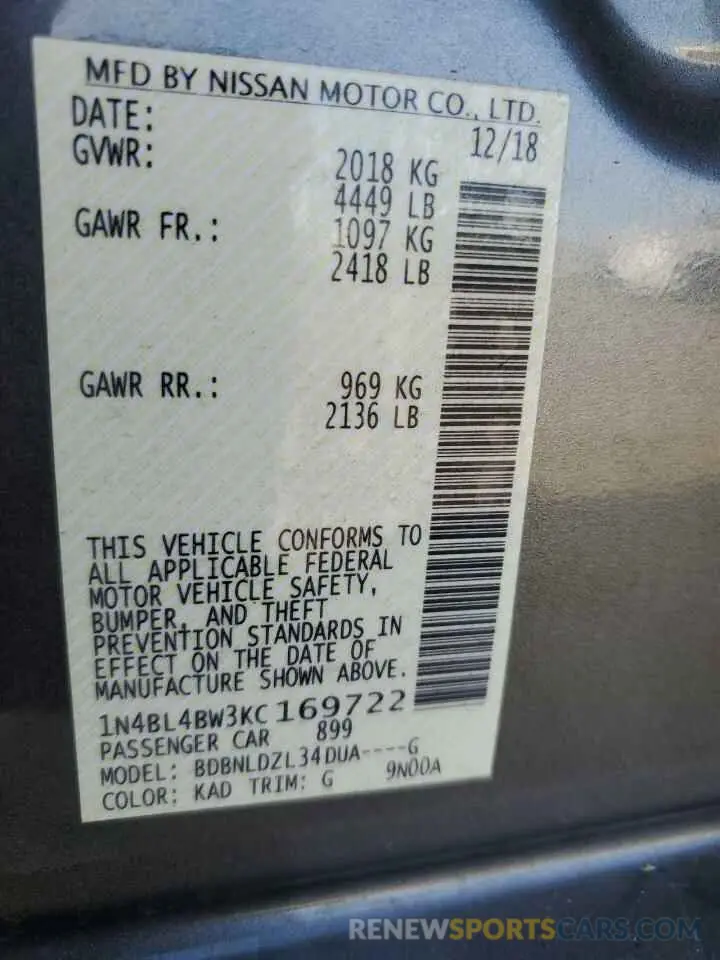 MFD BY NISSAN MOTOR CO., LTD.
DATE: 12/18
GVWR: 2018 KG
4449 LB
GAWR FR.: 1097 KG
2418 LB
GAWR RR.: 969 KG
2136 LB
THIS VEHICLE CONFORMS TO
ALL APPLICABLE FEDERAL
MOTOR VEHICLE SAFETY,
BUMPER, AND THEFT
PREVENTION STANDARDS IN
EFFECT ON THE DATE OF
MANUFACTURE SHOWN ABOVE.
1N4BL4BW3KC169722
PASSENGER CAR 899
MODEL: BDBNLDZL34DUA----G
COLOR: KAD TRIM: G 9N00A
RENEWSPORTSCARS.COM